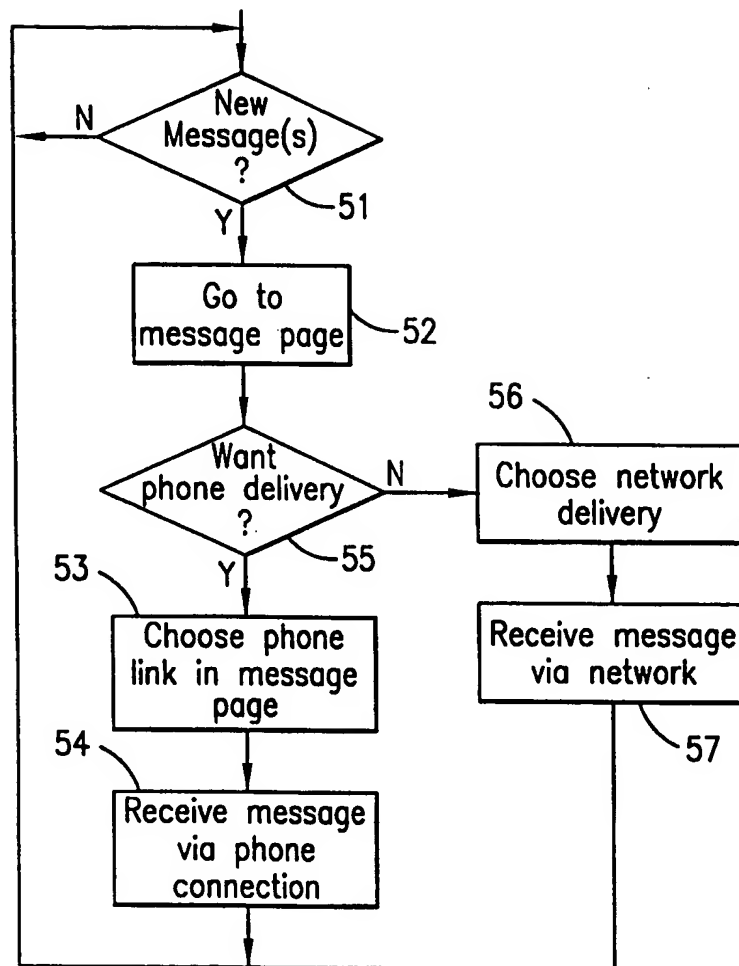 New
Message(s)
?
N
51
Y
Go to
message page
52
Want
phone delivery
?
N
55
Y
56
Choose network
delivery
53
Choose phone
link in message
page
Receive message
via network
57
54
Receive message
via phone
connection